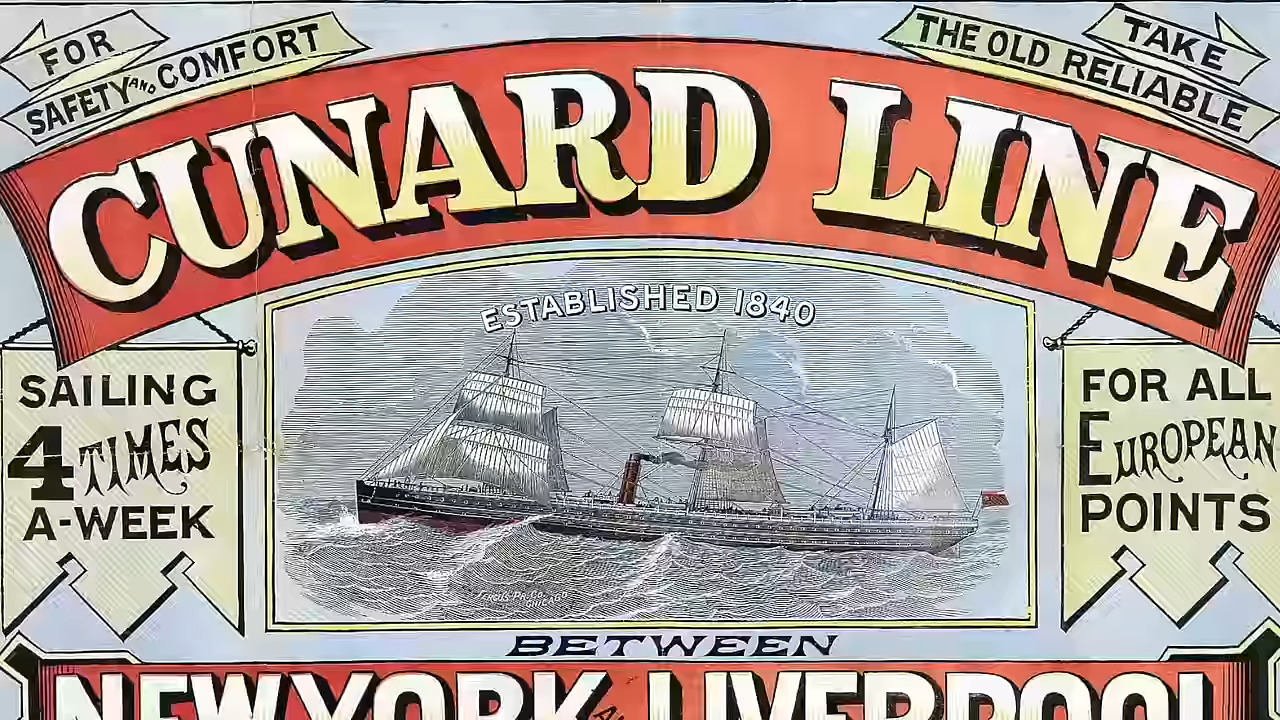 FOR
SAFETY AND COMFORT
TAKE
THE OLD RELIABLE
CUNARD LINE
ESTABLISHED 1840
SAILING
4 TIMES
A-WEEK
FOR ALL
EUROPEAN
POINTS
BETWEEN
NEW YORK AND LIVERPOOL